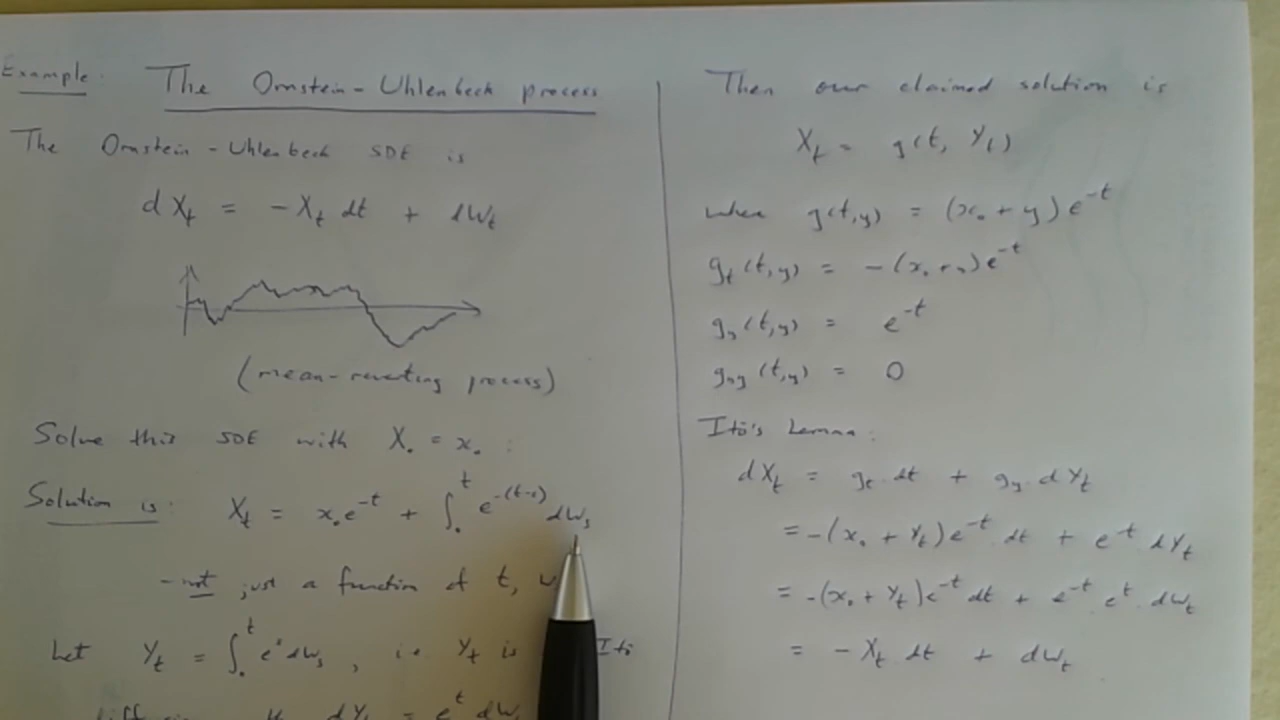 Example: The Ornstein-Uhlenbeck process
The Ornstein-Uhlenbeck SDE is
dX_t = -X_t dt + dW_t
(mean-reverting process)
Solve this SDE with X_0 = x_0 :
Solution is: X_t = x_0 e^{-t} + ∫_0^t e^{-(t-s)} dW_s
- not just a function of t,
Let Y_t = ∫_0^t e^s dW_s , i.e. Y_t is Itô
dY_t = e^t dW
Then our claimed solution is
X_t = g(t, Y_t)
where g(t,y) = (x_0 + y) e^{-t}
g_t (t,y) = -(x_0 + y) e^{-t}
g_y (t,y) = e^{-t}
g_yy (t,y) = 0
Itô's Lemma:
dX_t = g_t dt + g_y dY_t
= -(x_0 + Y_t) e^{-t} dt + e^{-t} dY_t
= -(x_0 + Y_t) e^{-t} dt + e^{-t} e^t dW_t
= -X_t dt + dW_t